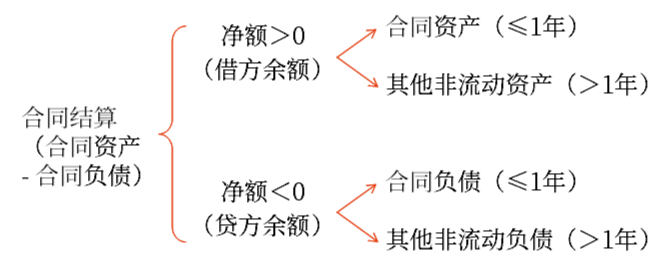 合同结算
（合同资产
- 合同负债）
净额＞0
（借方余额）
合同资产（≤1年）
其他非流动资产（＞1年）
净额＜0
（贷方余额）
合同负债（≤1年）
其他非流动负债（＞1年）